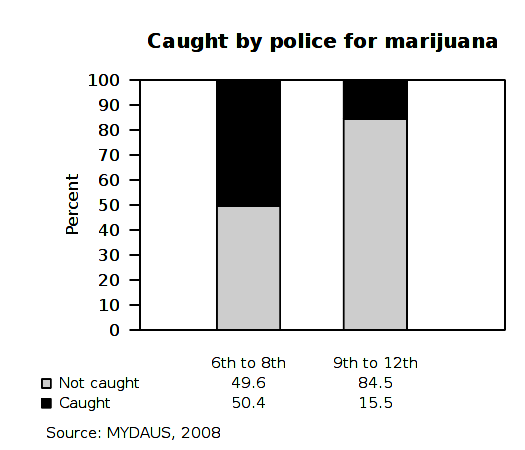 Caught by police for marijuana
100
90
80
70
60
50
40
30
20
10
0
Percent
6th to 8th 9th to 12th
Not caught 49.6 84.5
Caught 50.4 15.5
Source: MYDAUS, 2008